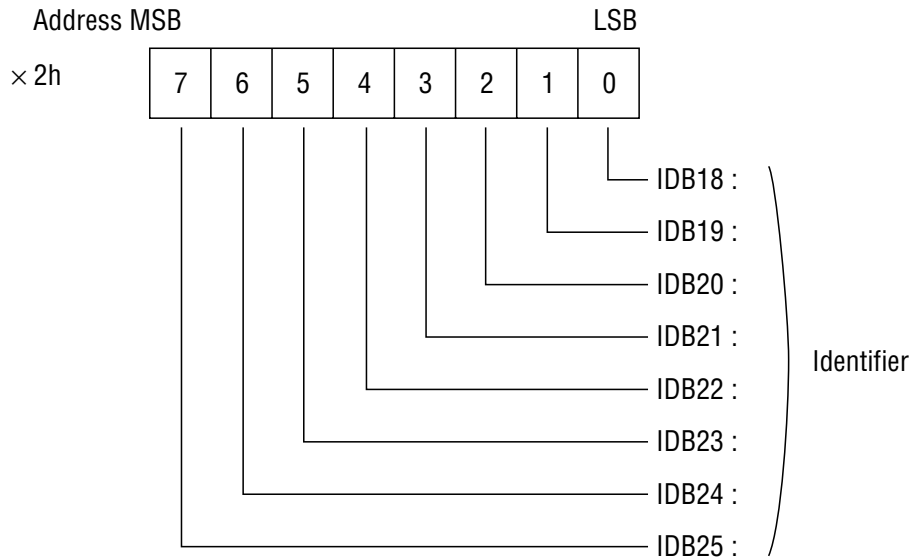 Address MSB LSB
× 2h 7 6 5 4 3 2 1 0
IDB18 :
IDB19 :
IDB20 :
IDB21 :
Identifier
IDB22 :
IDB23 :
IDB24 :
IDB25 :